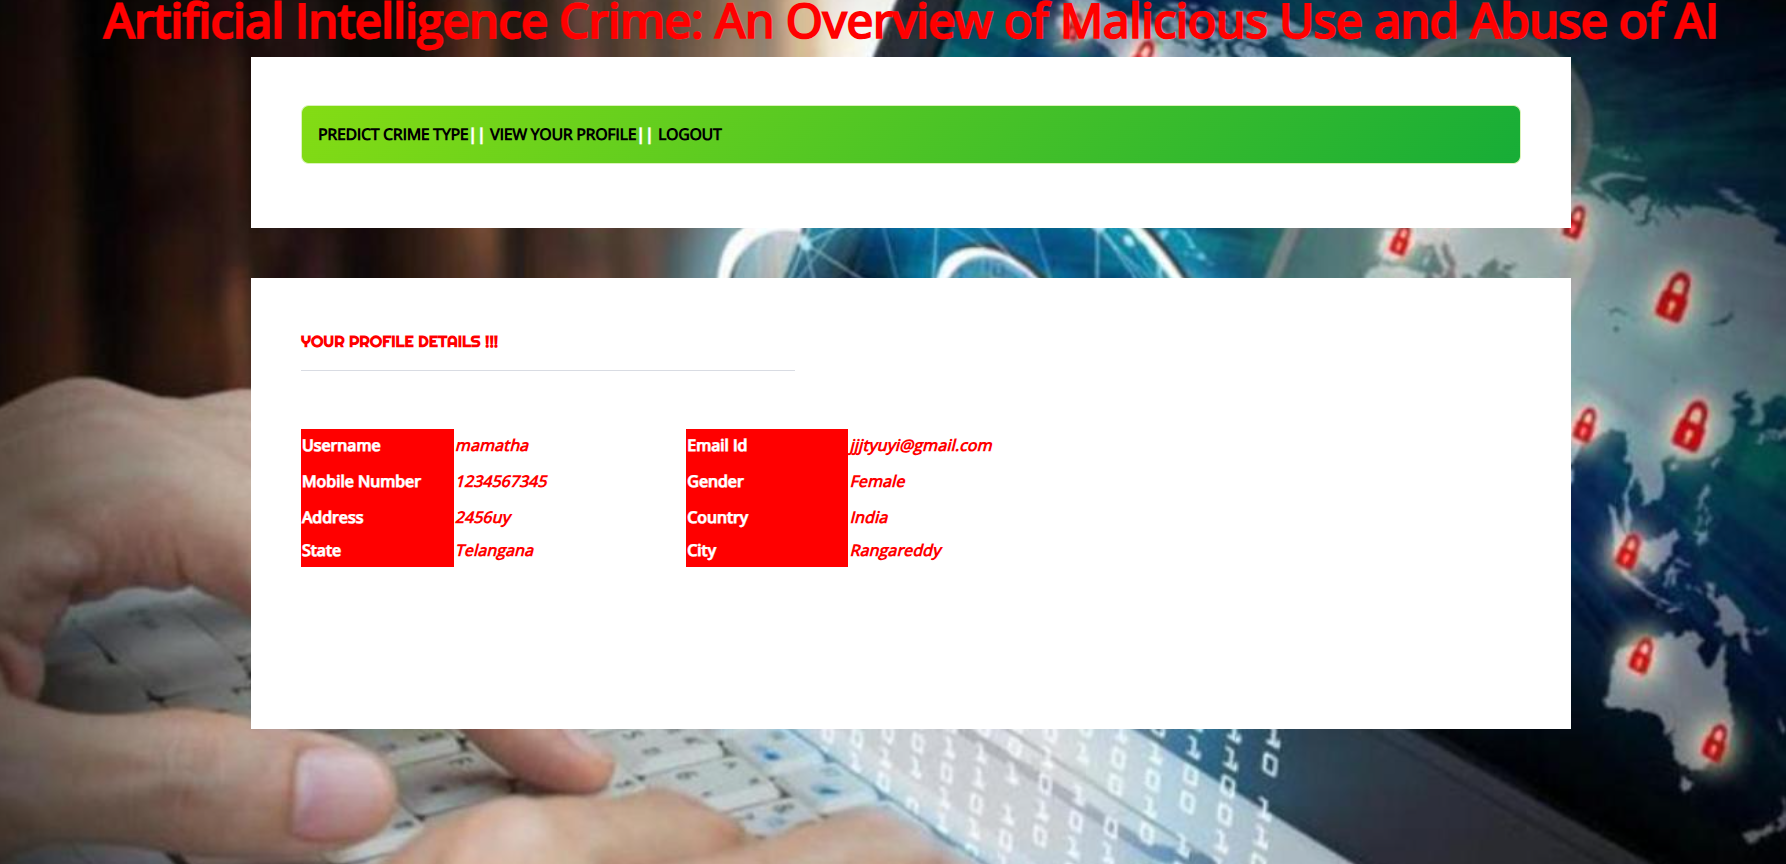 Artificial Intelligence Crime: An Overview of Malicious Use and Abuse of AI
PREDICT CRIME TYPE|| VIEW YOUR PROFILE|| LOGOUT
YOUR PROFILE DETAILS !!!
Username mamatha Email Id jjjtyuyi@gmail.com
Mobile Number 1234567345 Gender Female
Address 2456uy Country India
State Telangana City Rangareddy